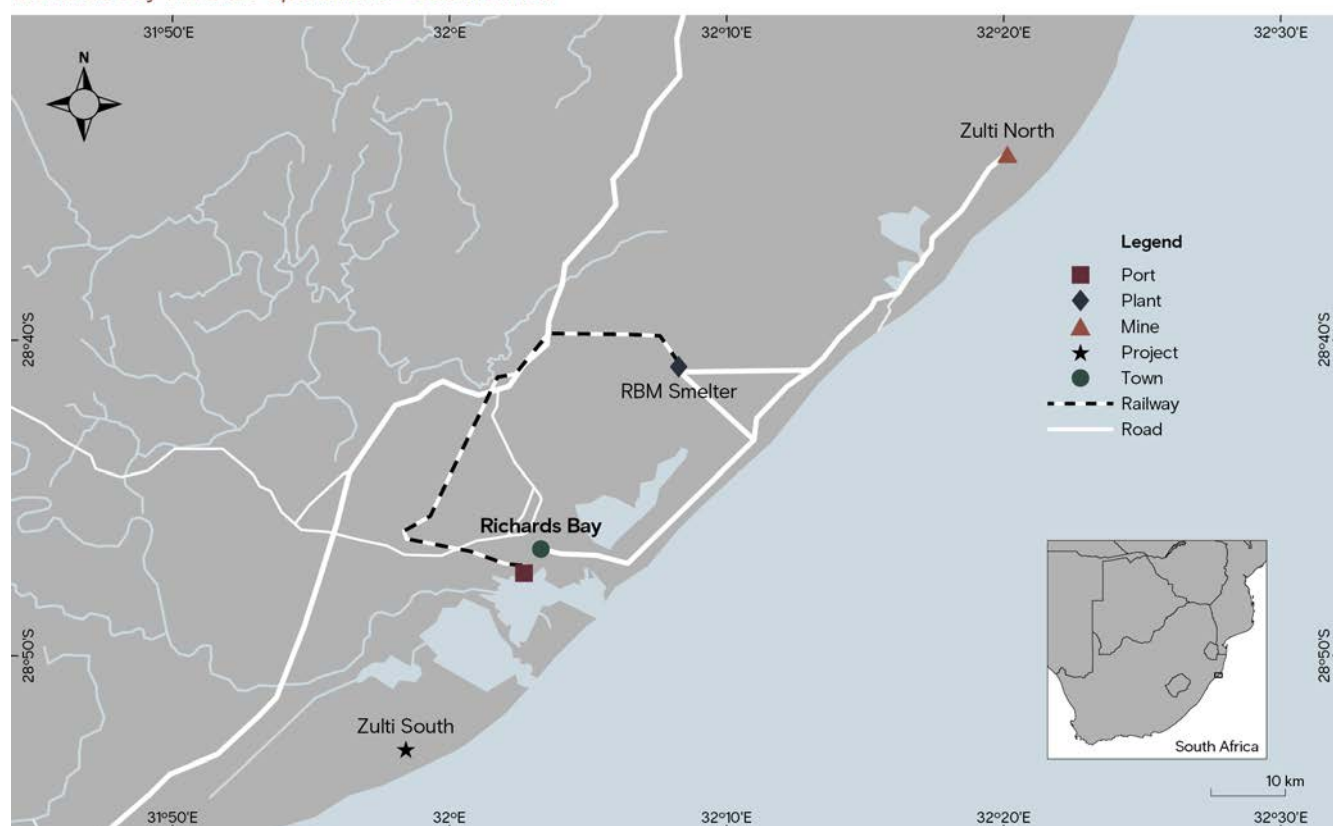 31°50'E 32°E 32°10'E 32°20'E 32°30'E
N
Zulti North
Legend
Port
Plant
Mine
Project
Town
Railway
Road
28°40'S 28°40'S
RBM Smelter
Richards Bay
28°50'S 28°50'S
Zulti South
South Africa
10 km
31°50'E 32°E 32°10'E 32°20'E 32°30'E